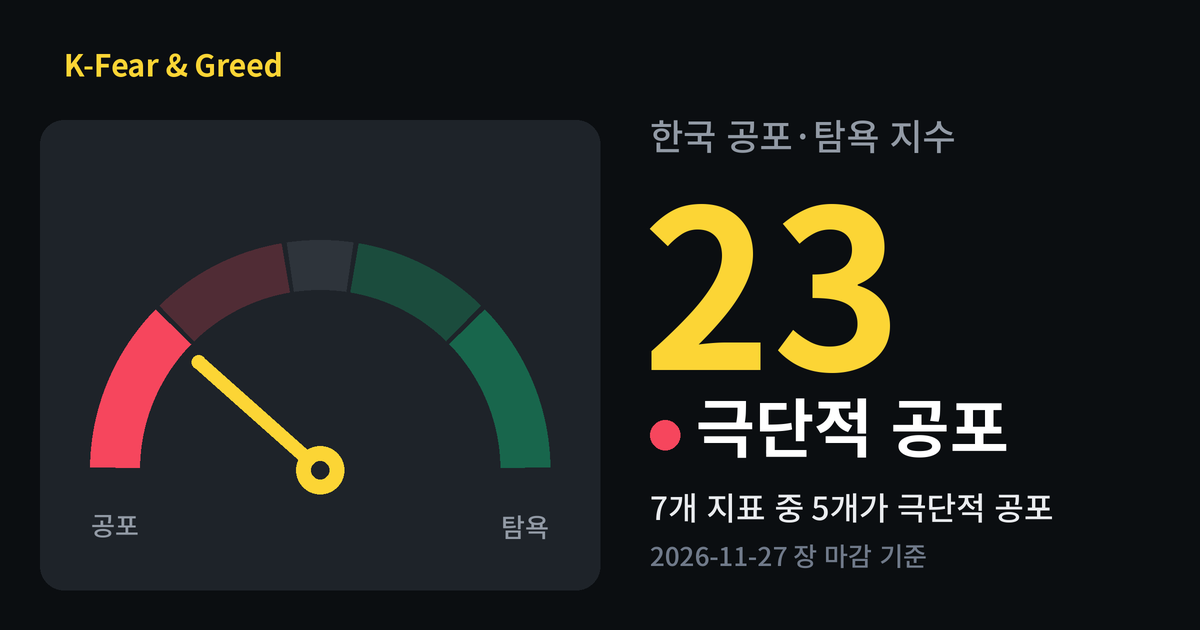 K-Fear & Greed
한국 공포·탐욕 지수
23
극단적 공포
7개 지표 중 5개가 극단적 공포
2026-11-27 장 마감 기준
공포
탐욕